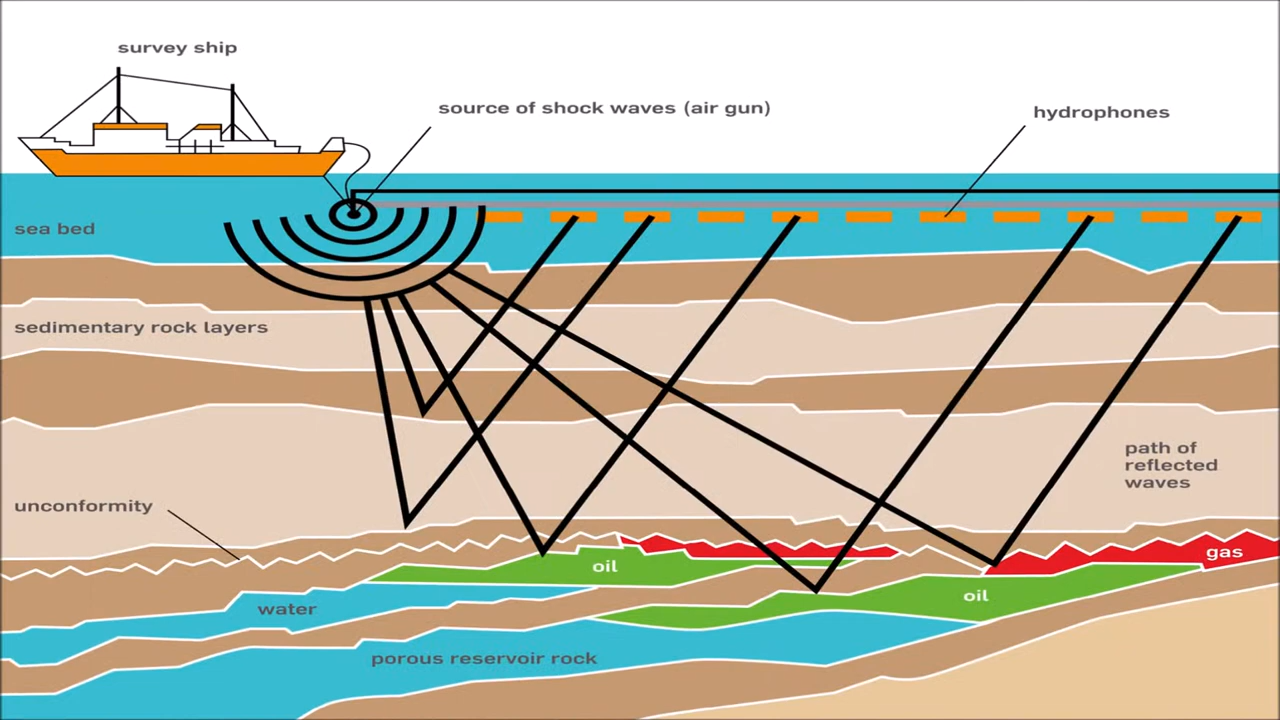 survey ship
source of shock waves (air gun)
hydrophones
sea bed
sedimentary rock layers
path of
reflected
waves
unconformity
gas
oil
oil
water
porous reservoir rock